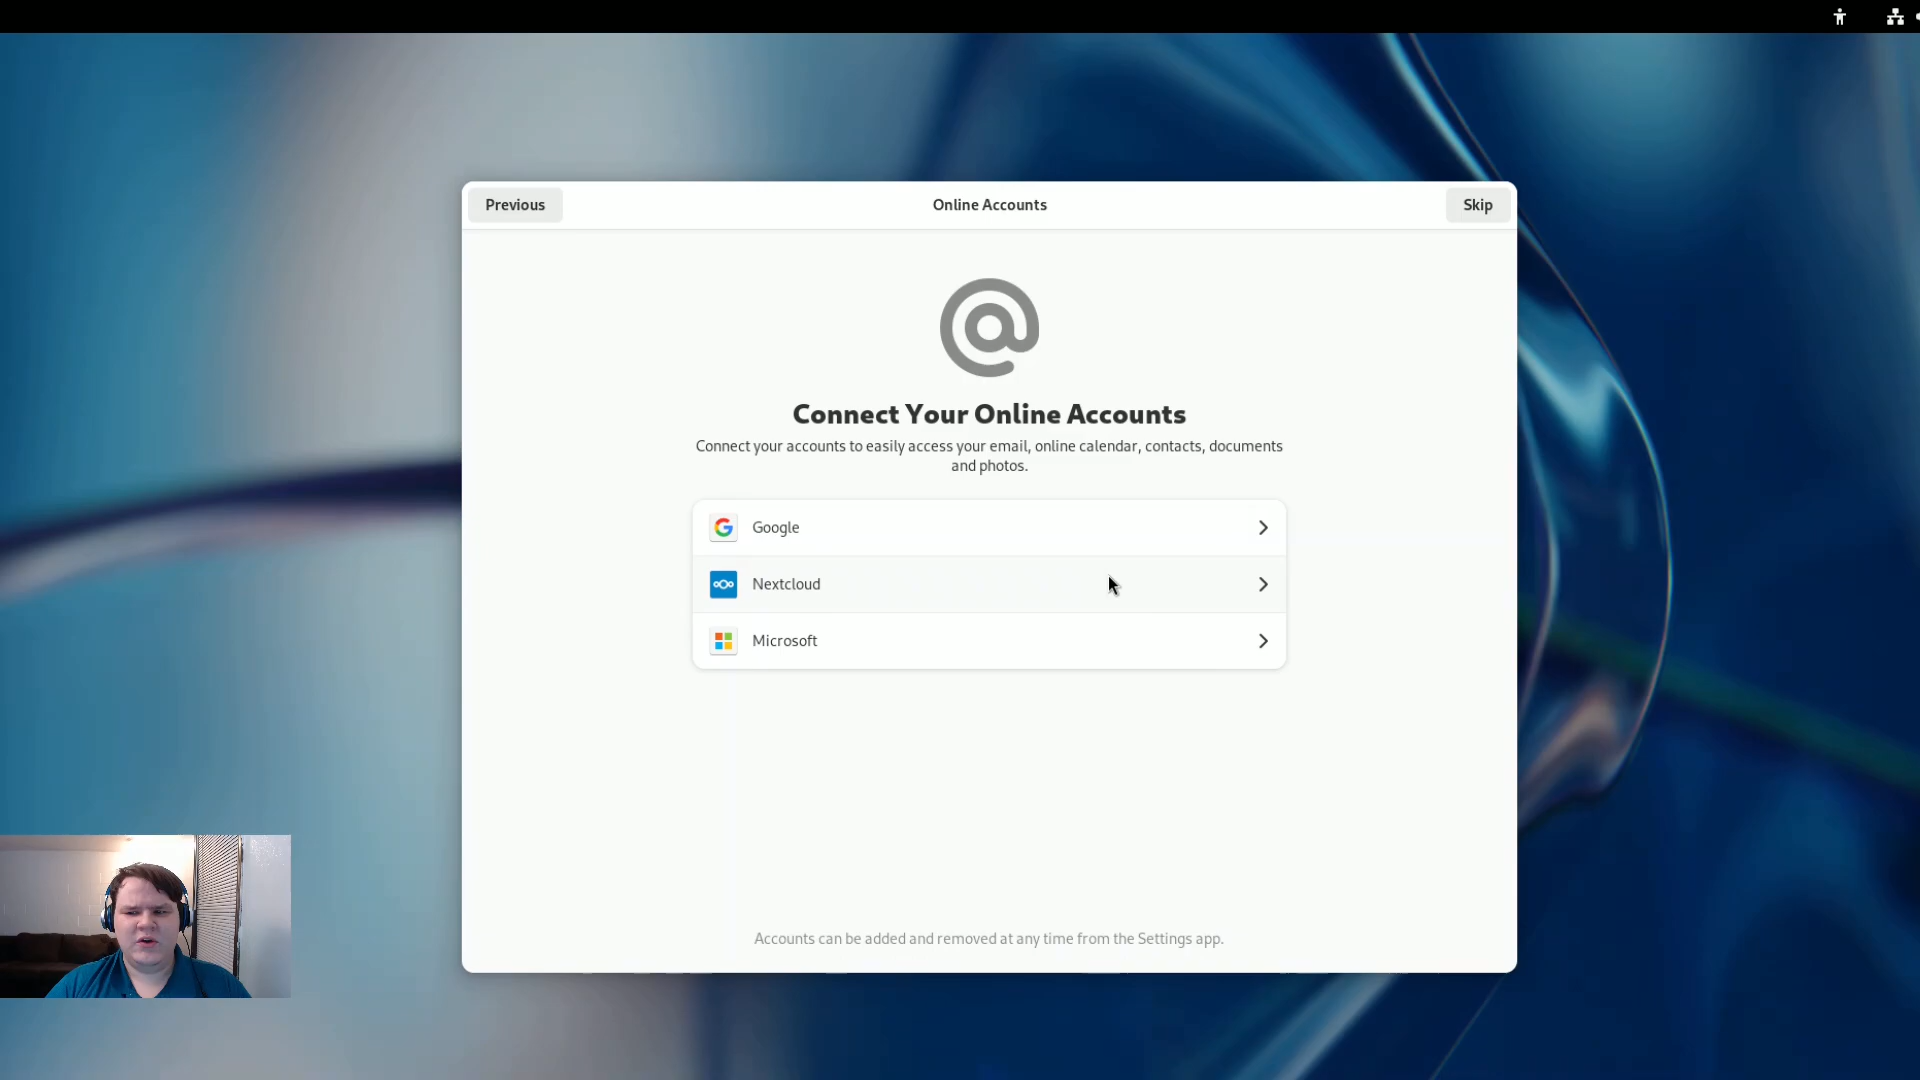 Previous
Online Accounts
Skip
Connect Your Online Accounts
Connect your accounts to easily access your email, online calendar, contacts, documents
and photos.
Google
Nextcloud
Microsoft
Accounts can be added and removed at any time from the Settings app.